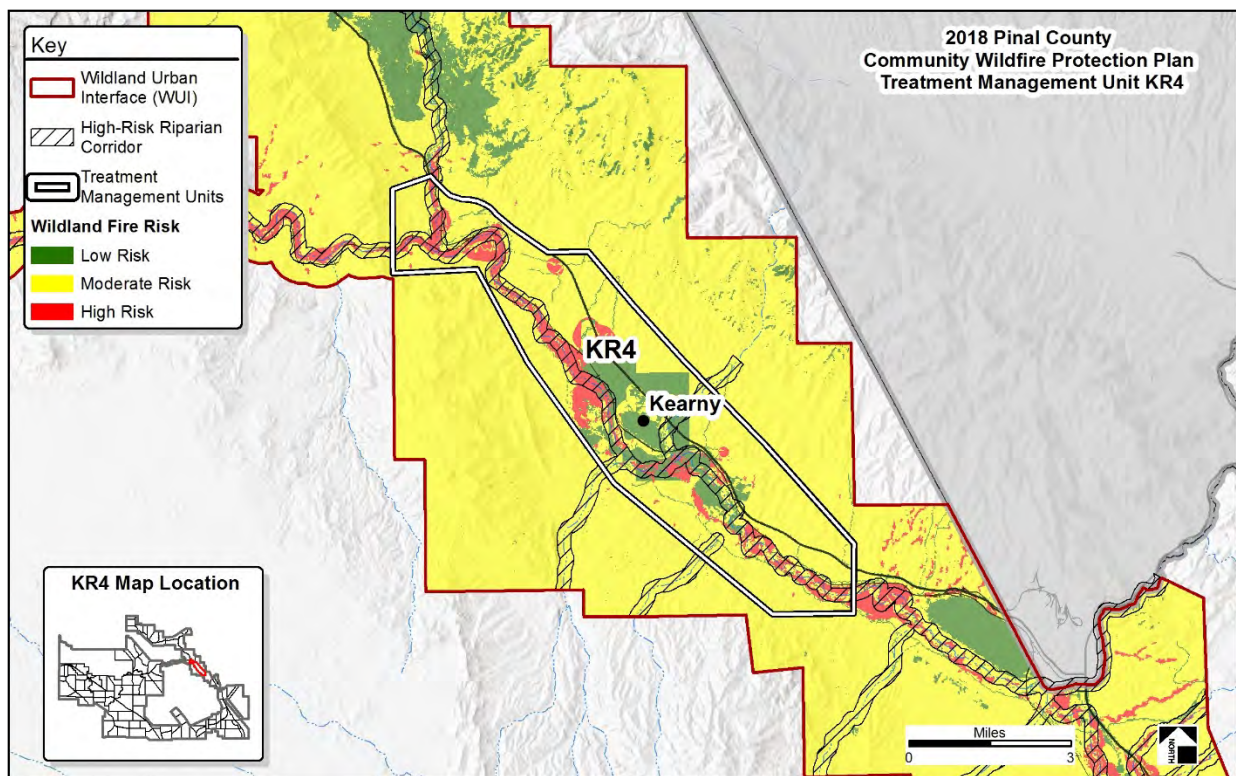 Key
Wildland Urban
Interface (WUI)
High-Risk Riparian
Corridor
Treatment
Management Units
Wildland Fire Risk
Low Risk
Moderate Risk
High Risk
2018 Pinal County
Community Wildfire Protection Plan
Treatment Management Unit KR4
KR4
Kearny
KR4 Map Location
Miles
0
3
NORTH